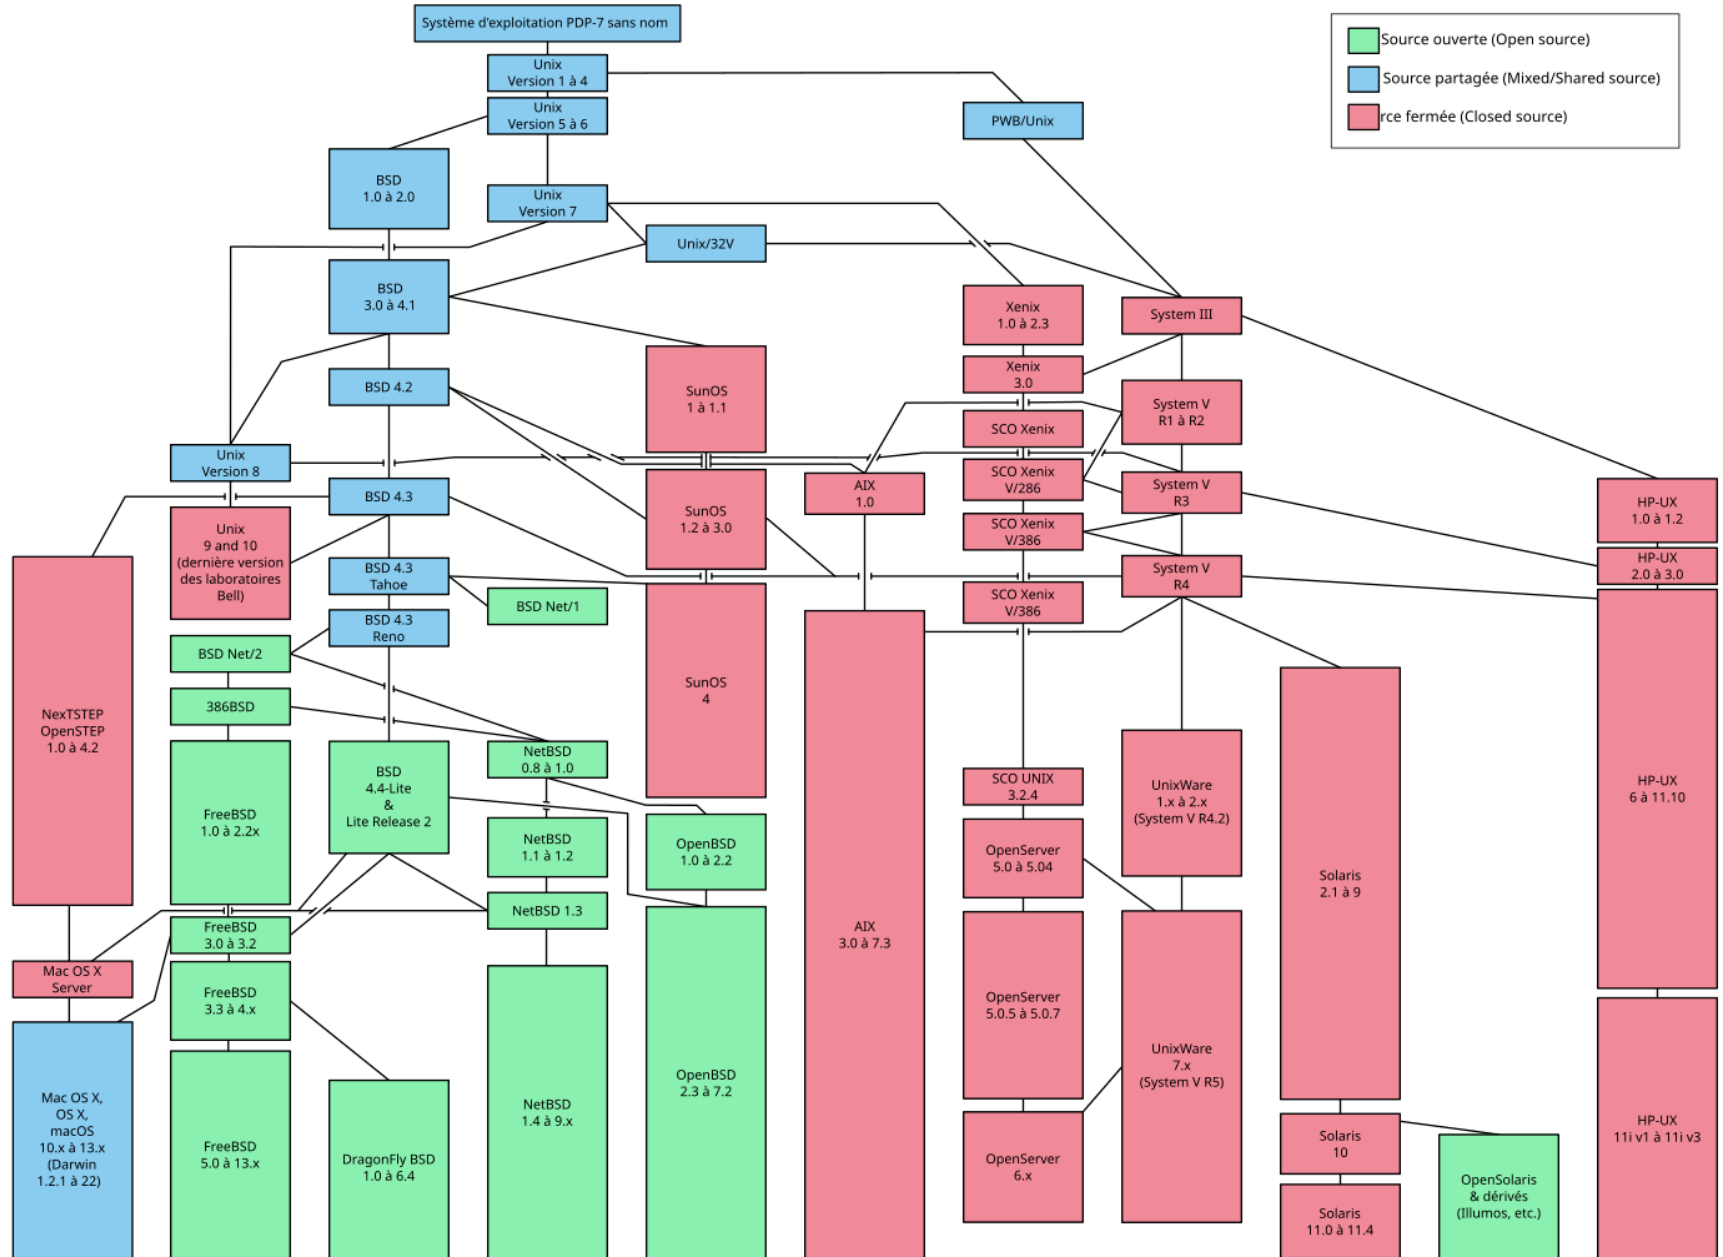 Système d'exploitation PDP-7 sans nom
Source ouverte (Open source)
Source partagée (Mixed/Shared source)
rce fermée (Closed source)
Unix
Version 1 à 4
Unix
Version 5 à 6
PWB/Unix
BSD
1.0 à 2.0
Unix
Version 7
Unix/32V
BSD
3.0 à 4.1
Xenix
1.0 à 2.3
System III
SunOS
1 à 1.1
Xenix
3.0
BSD 4.2
System V
R1 à R2
SCO Xenix
Unix
Version 8
SCO Xenix
V/286
AIX
1.0
System V
R3
BSD 4.3
SunOS
1.2 à 3.0
HP-UX
1.0 à 1.2
Unix
9 and 10
(dernière version
des laboratoires
Bell)
SCO Xenix
V/386
HP-UX
2.0 à 3.0
BSD 4.3
Tahoe
System V
R4
BSD Net/1
SCO Xenix
V/386
BSD 4.3
Reno
BSD Net/2
SunOS
4
386BSD
NexTSTEP
OpenSTEP
1.0 à 4.2
NetBSD
0.8 à 1.0
BSD
4.4-Lite
&
Lite Release 2
SCO UNIX
3.2.4
UnixWare
1.x à 2.x
(System V R4.2)
HP-UX
6 à 11.10
FreeBSD
1.0 à 2.2x
NetBSD
1.1 à 1.2
OpenBSD
1.0 à 2.2
OpenServer
5.0 à 5.04
Solaris
2.1 à 9
NetBSD 1.3
FreeBSD
3.0 à 3.2
AIX
3.0 à 7.3
Mac OS X
Server
FreeBSD
3.3 à 4.x
OpenServer
5.0.5 à 5.0.7
UnixWare
7.x
(System V R5)
OpenBSD
2.3 à 7.2
Mac OS X,
OS X,
macOS
10.x à 13.x
(Darwin
1.2.1 à 22)
NetBSD
1.4 à 9.x
FreeBSD
5.0 à 13.x
DragonFly BSD
1.0 à 6.4
OpenServer
6.x
Solaris
10
HP-UX
11i v1 à 11i v3
OpenSolaris
& dérivés
(Illumos, etc.)
Solaris
11.0 à 11.4